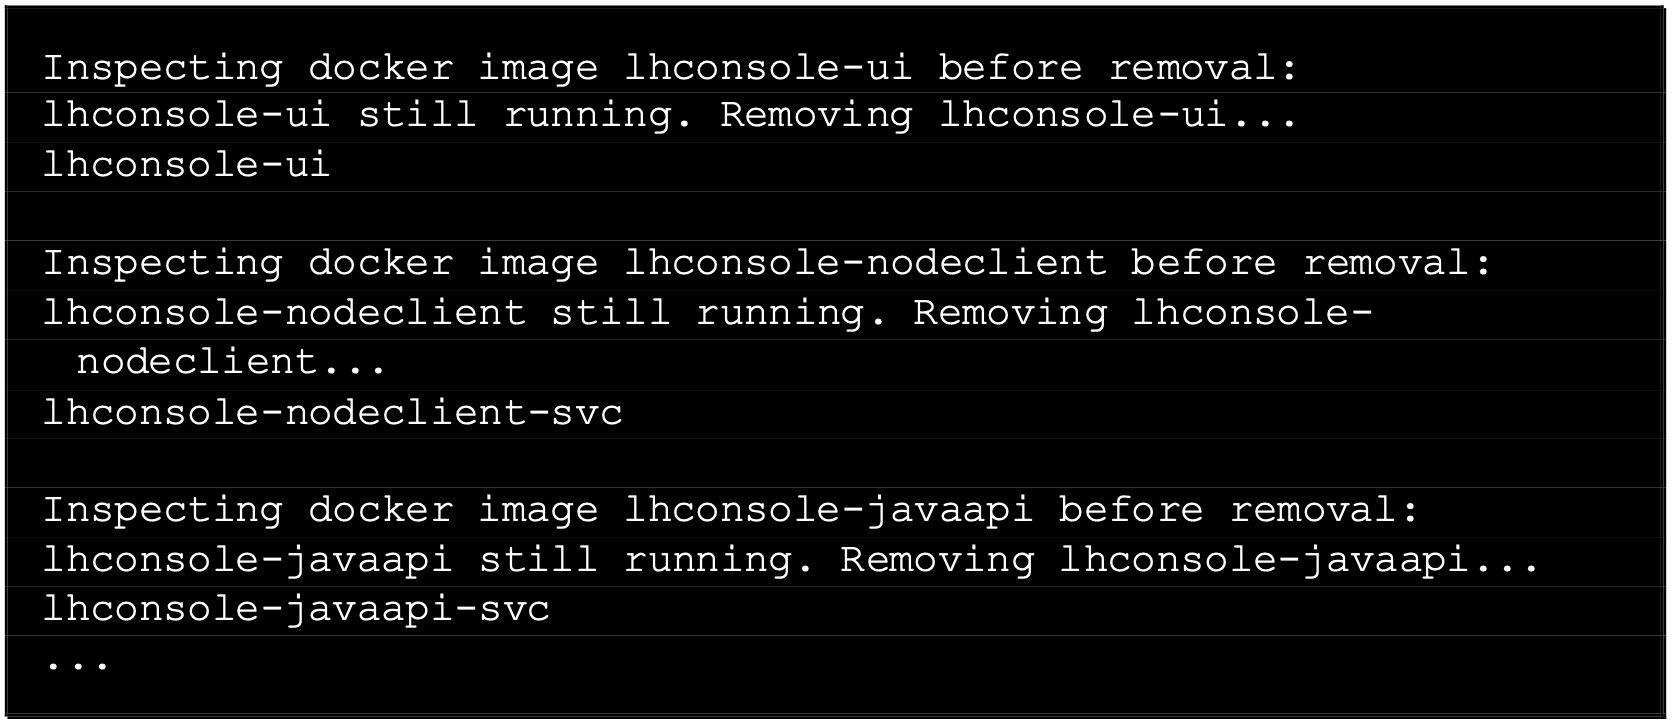 Inspecting docker image lhconsole-ui before removal:
lhconsole-ui still running. Removing lhconsole-ui...
lhconsole-ui
Inspecting docker image lhconsole-nodeclient before removal:
lhconsole-nodeclient still running. Removing lhconsole-
nodeclient...
lhconsole-nodeclient-svc
Inspecting docker image lhconsole-javaapi before removal:
lhconsole-javaapi still running. Removing lhconsole-javaapi...
lhconsole-javaapi-svc
...